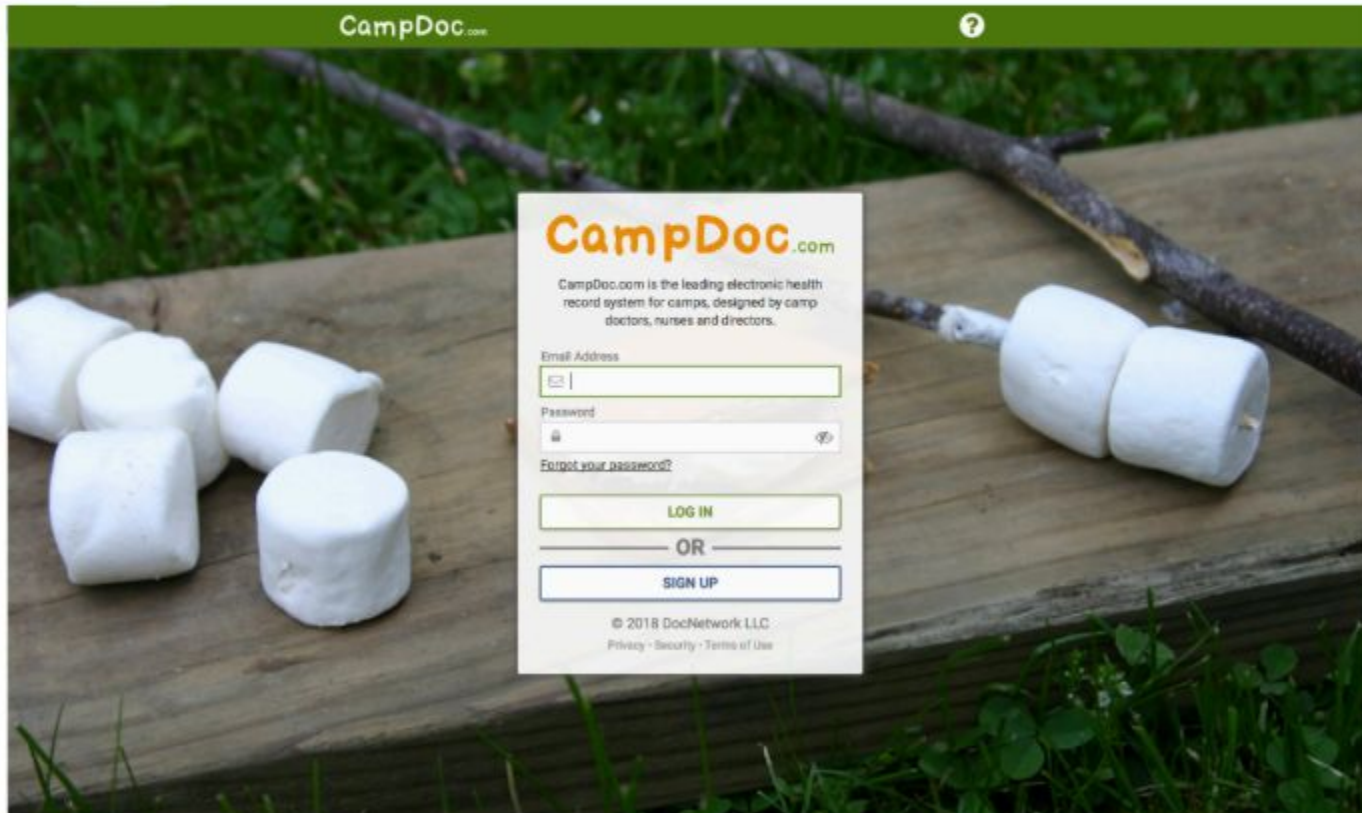 CampDoc.com
?
CampDoc.com
CampDoc.com is the leading electronic health
record system for camps, designed by camp
doctors, nurses and directors.
Email Address
Password
Forgot your password?
LOG IN
OR
SIGN UP
© 2018 DocNetwork LLC
Privacy - Security - Terms of Use